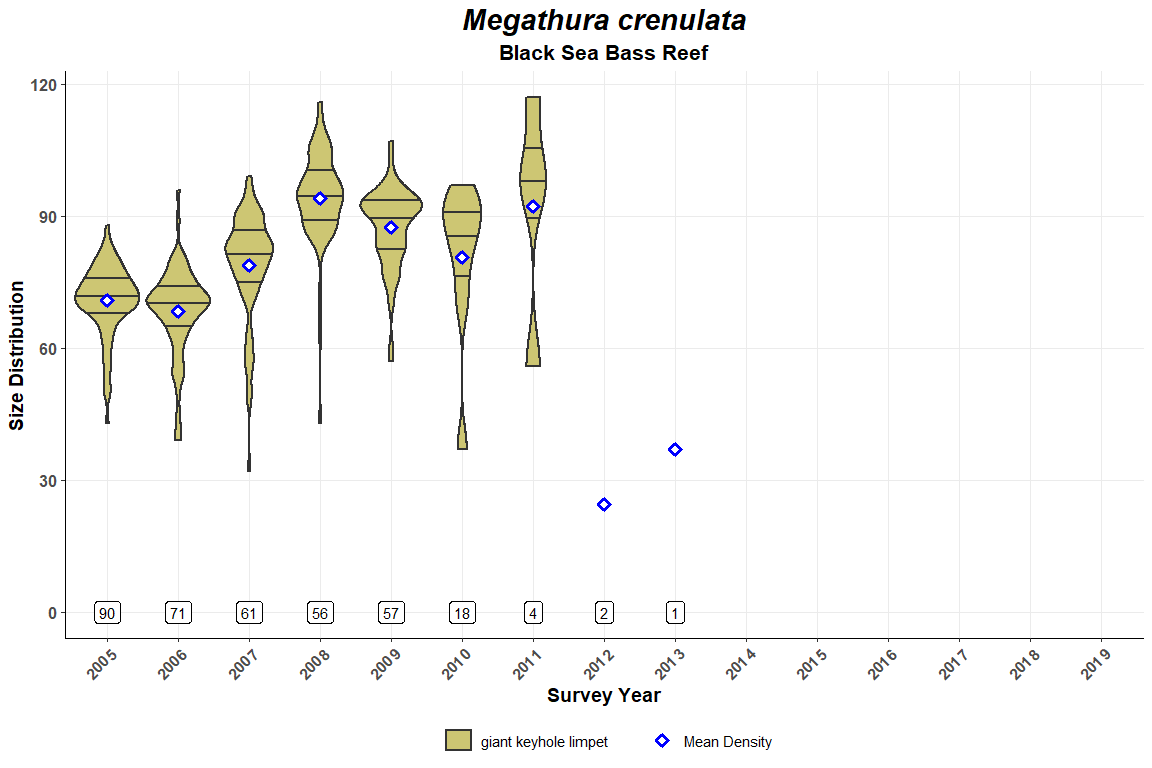 Megathura crenulata
Black Sea Bass Reef
Size Distribution
120
90
60
30
0
90 71 61 56 57 18 4 2 1
2005 2006 2007 2008 2009 2010 2011 2012 2013 2014 2015 2016 2017 2018 2019
Survey Year
giant keyhole limpet Mean Density